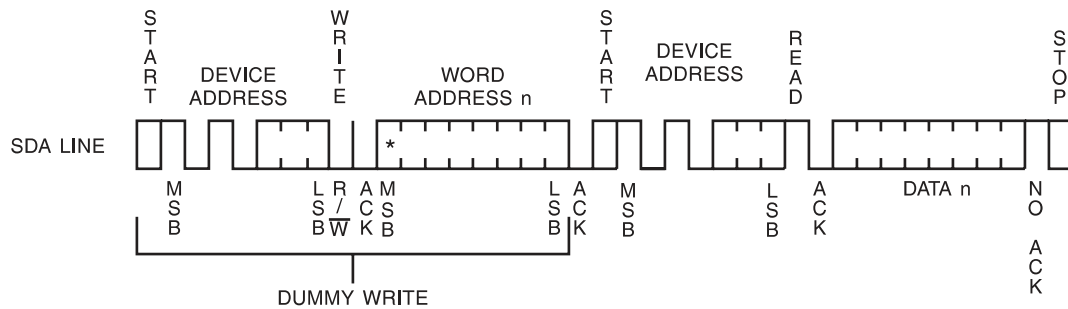 START
DEVICE
ADDRESS
WRITE
WORD
ADDRESS n
START
DEVICE
ADDRESS
READ
STOP
SDA LINE
*
MSB
LSB
R/W
ACK
MSB
LSB
ACK
MSB
LSB
ACK
DATA n
NO ACK
DUMMY WRITE